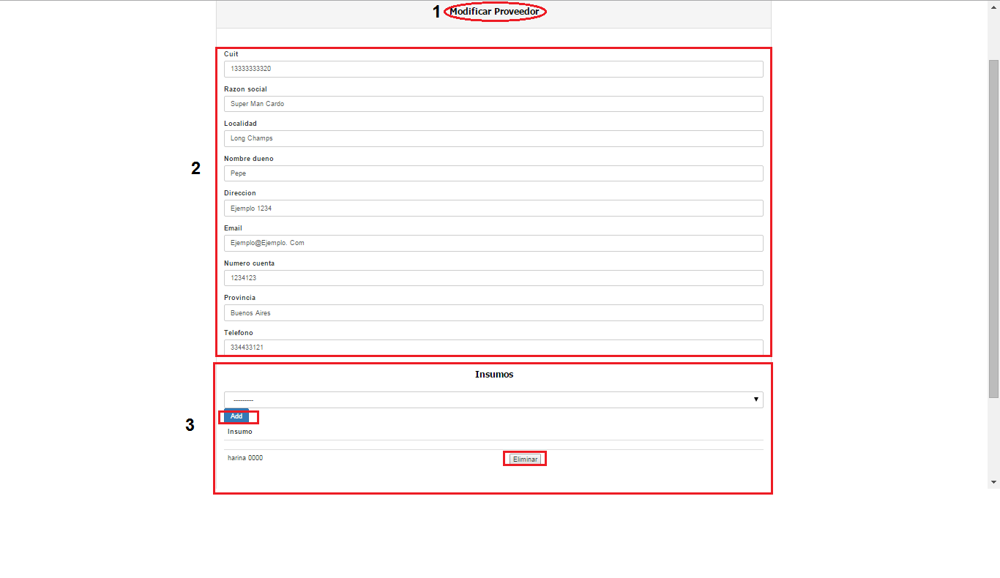 1 Modificar Proveedor
Cuit
13333333320
Razon social
Super Man Cardo
Localidad
Long Champs
2
Nombre dueno
Pepe
Direccion
Ejemplo 1234
Email
Ejemplo@Ejemplo. Com
Numero cuenta
1234123
Provincia
Buenos Aires
Telefono
334433121
Insumos
---------
Add
3
Insumo
harina 0000 Eliminar